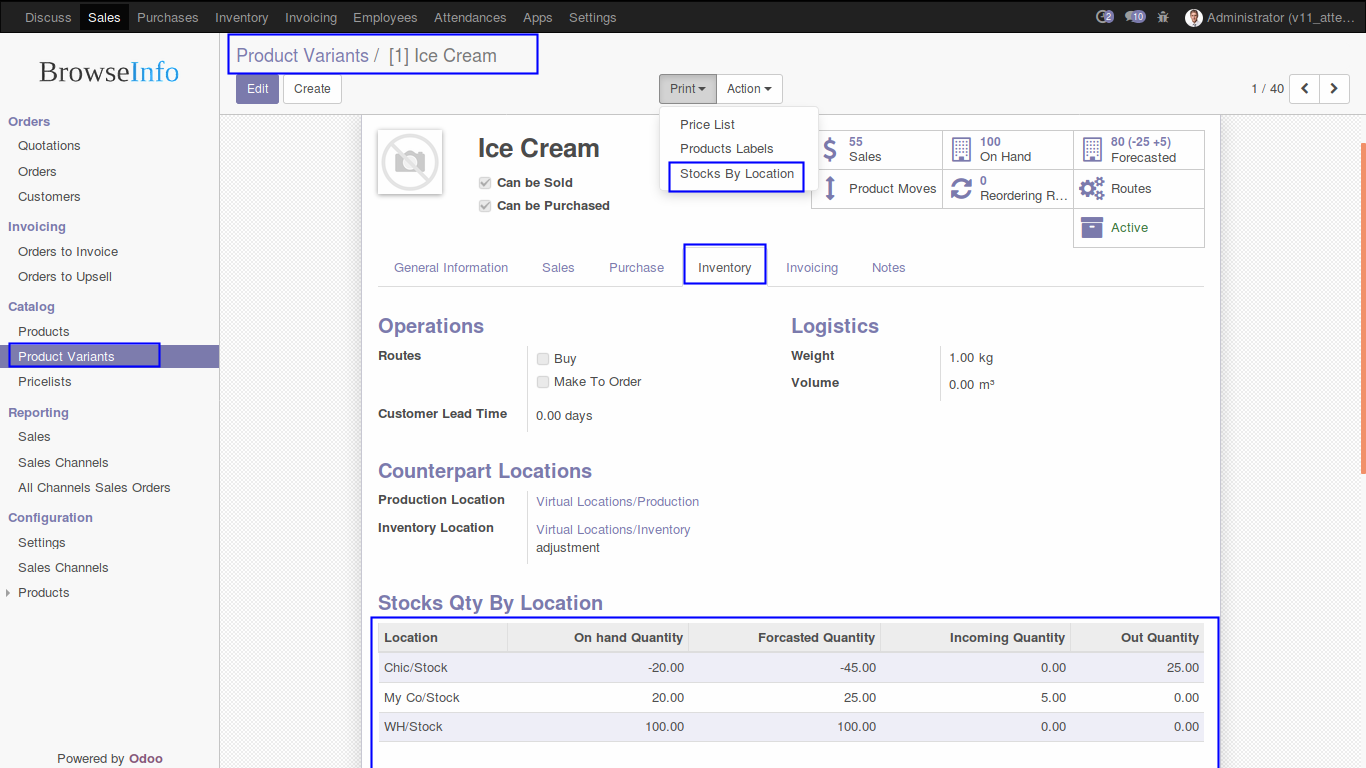 Discuss Sales Purchases Inventory Invoicing Employees Attendances Apps Settings 2 10 Administrator (v11_atte...
BrowseInfo
Product Variants / [1] Ice Cream
Edit Create Print Action 1 / 40
Orders
Quotations
Orders
Customers
Invoicing
Orders to Invoice
Orders to Upsell
Catalog
Products
Product Variants
Pricelists
Reporting
Sales
Sales Channels
All Channels Sales Orders
Configuration
Settings
Sales Channels
Products
Powered by Odoo
Price List
Products Labels
Stocks By Location
Ice Cream
Can be Sold
Can be Purchased
55
Sales
100
On Hand
80 (-25 +5)
Forecasted
Product Moves
0
Reordering R...
Routes
Active
General Information Sales Purchase Inventory Invoicing Notes
Operations
Routes
Buy
Make To Order
Customer Lead Time 0.00 days
Logistics
Weight 1.00 kg
Volume 0.00 m³
Counterpart Locations
Production Location Virtual Locations/Production
Inventory Location Virtual Locations/Inventory
adjustment
Stocks Qty By Location
Location On hand Quantity Forcasted Quantity Incoming Quantity Out Quantity
Chic/Stock -20.00 -45.00 0.00 25.00
My Co/Stock 20.00 25.00 5.00 0.00
WH/Stock 100.00 100.00 0.00 0.00